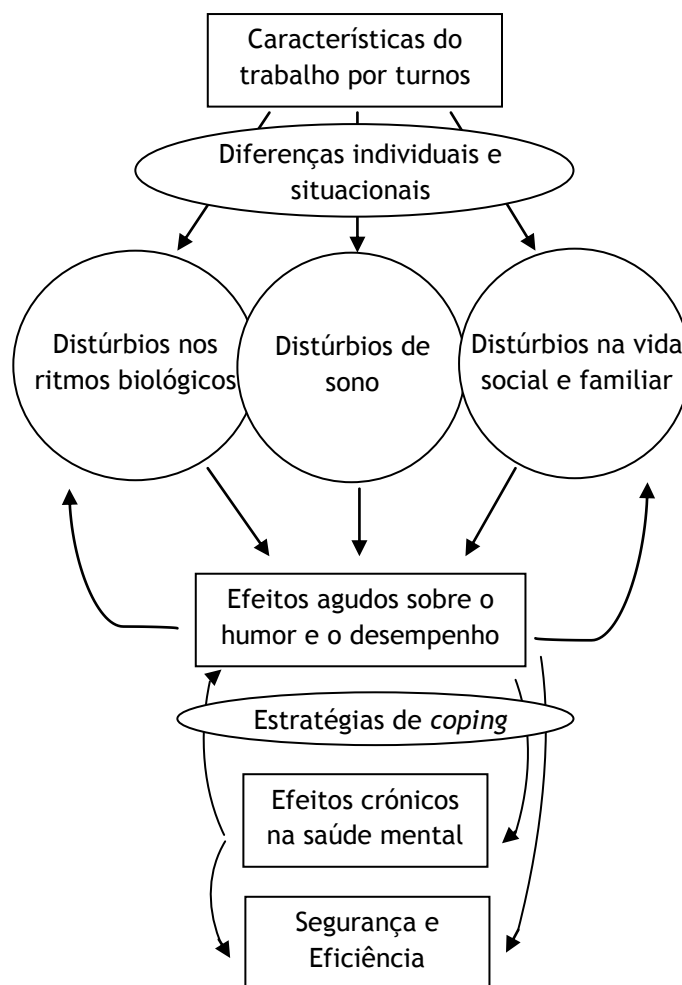 Características do
trabalho por turnos
Diferenças individuais e
situacionais
Distúrbios nos
ritmos biológicos
Distúrbios de
sono
Distúrbios na vida
social e familiar
Efeitos agudos sobre o
humor e o desempenho
Estratégias de coping
Efeitos crónicos
na saúde mental
Segurança e
Eficiência